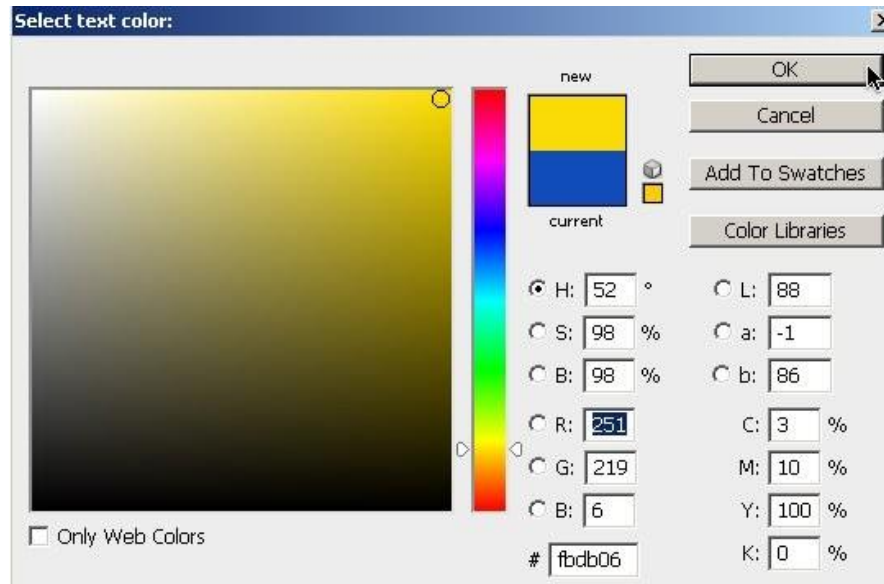 Select text color:
new
current
OK
Cancel
Add To Swatches
Color Libraries
H: 52 °
S: 98 %
B: 98 %
R: 251
G: 219
B: 6
# fbdb06
L: 88
a: -1
b: 86
C: 3 %
M: 10 %
Y: 100 %
K: 0 %
Only Web Colors